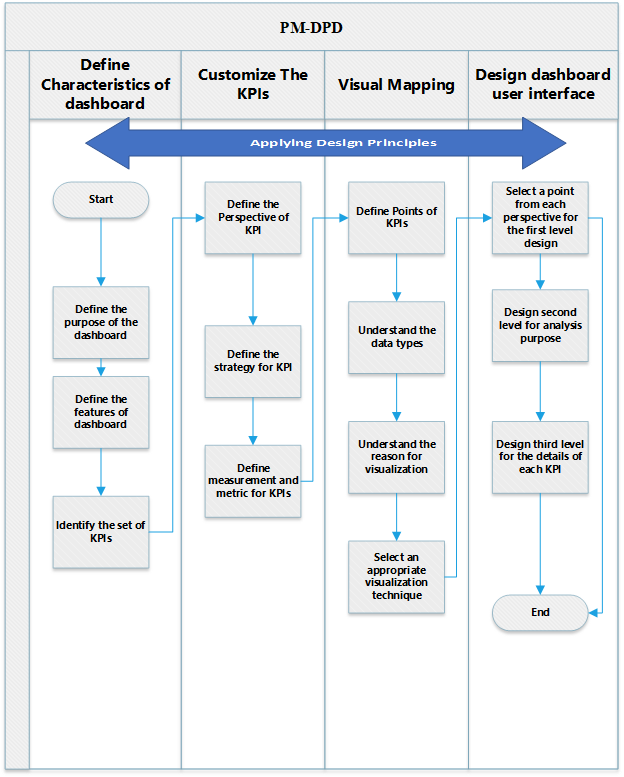 PM-DPD
Define
Characteristics of
dashboard
Customize The
KPIs
Visual Mapping
Design dashboard
user interface
Applying Design Principles
Start
Define the
purpose of the
dashboard
Define the
features of
dashboard
Identify the set of
KPIs
Define the
Perspective of
KPI
Define the
strategy for KPI
Define
measurement and
metric for KPIs
Define Points of
KPIs
Understand the
data types
Understand the
reason for
visualization
Select an
appropriate
visualization
technique
Select a point
from each
perspective for
the first level
design
Design second
level for analysis
purpose
Design third level
for the details of
each KPI
End